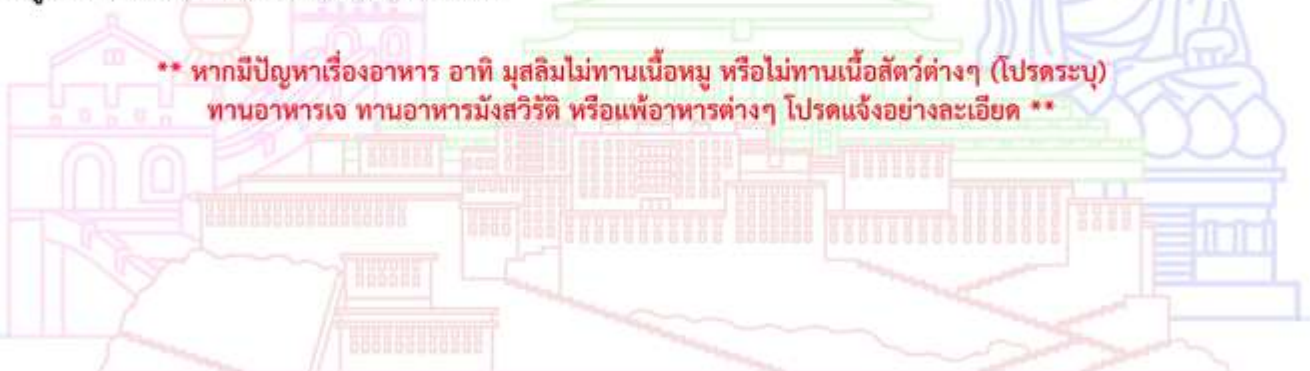 ** หากมีปัญหาเรื่องอาหาร อาทิ มุสลิมไม่ทานเนื้อหมู หรือไม่ทานเนื้อสัตว์ต่างๆ (โปรดระบุ)
ทานอาหารเจ ทานอาหารมังสวิรัติ หรือแพ้อาหารต่างๆ โปรดแจ้งอย่างละเอียด **